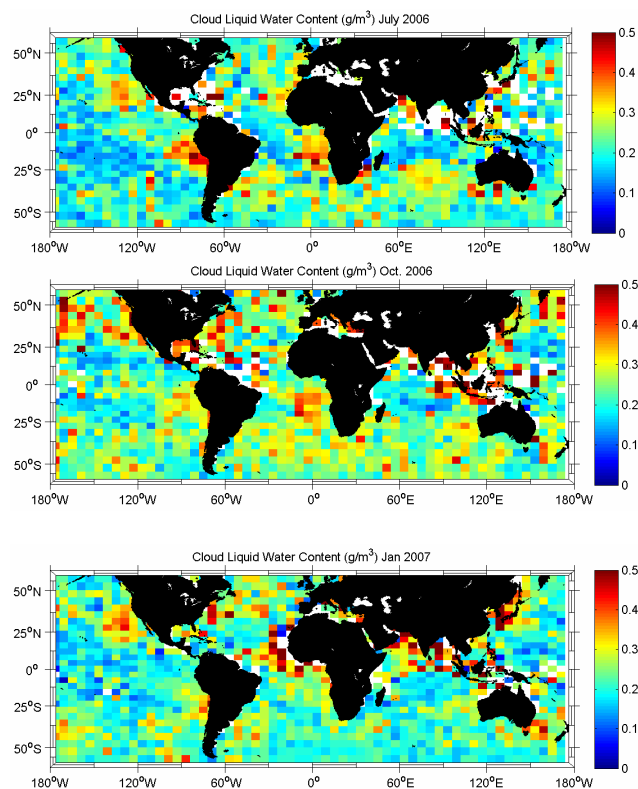 Cloud Liquid Water Content (g/m³) July 2006
50°N
25°N
0°
25°S
50°S
180°W 120°W 60°W 0° 60°E 120°E 180°W
0.5
0.4
0.3
0.2
0.1
0
Cloud Liquid Water Content (g/m³) Oct. 2006
50°N
25°N
0°
25°S
50°S
180°W 120°W 60°W 0° 60°E 120°E 180°W
0.5
0.4
0.3
0.2
0.1
0
Cloud Liquid Water Content (g/m³) Jan 2007
50°N
25°N
0°
25°S
50°S
180°W 120°W 60°W 0° 60°E 120°E 180°W
0.5
0.4
0.3
0.2
0.1
0